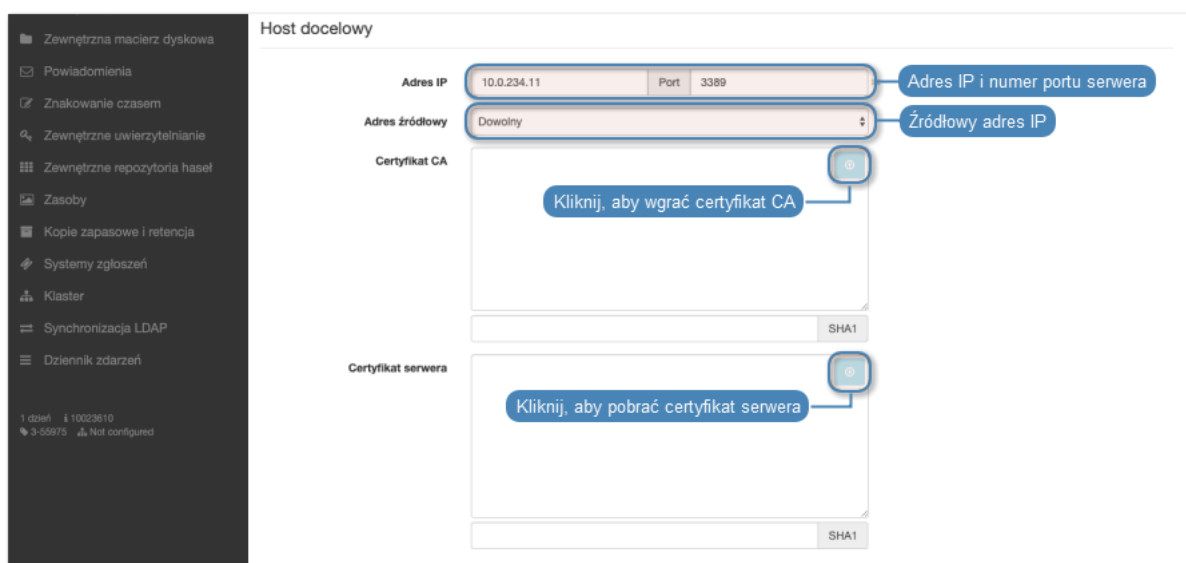 Zewnętrzna macierz dyskowa
Powiadomienia
Znakowanie czasem
Zewnętrzne uwierzytelnianie
Zewnętrzne repozytoria haseł
Zasoby
Kopie zapasowe i retencja
Systemy zgłoszeń
Klaster
Synchronizacja LDAP
Dziennik zdarzeń
1 dzień 10023610
3-55975 Not configured
Host docelowy
Adres IP 10.0.234.11 Port 3389 Adres IP i numer portu serwera
Adres źródłowy Dowolny Źródłowy adres IP
Certyfikat CA
Kliknij, aby wgrać certyfikat CA
SHA1
Certyfikat serwera
Kliknij, aby pobrać certyfikat serwera
SHA1